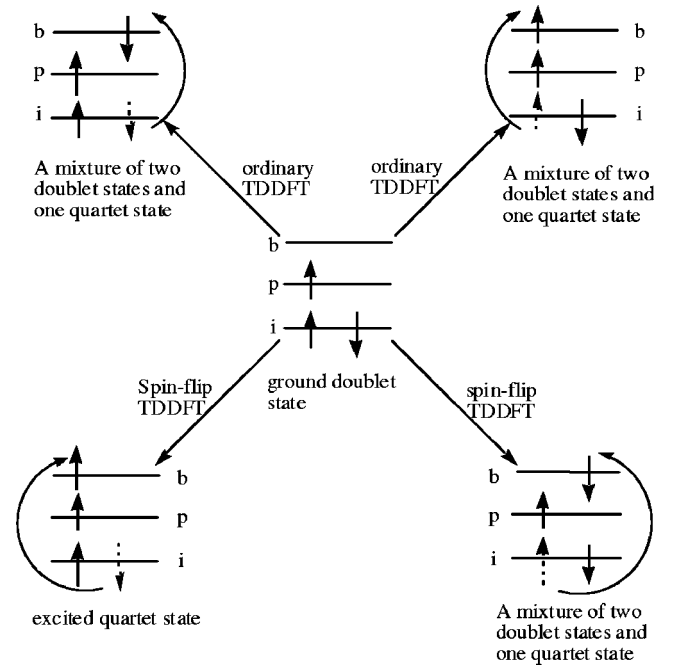 b
p
i
A mixture of two
doublet states and
one quartet state
ordinary
TDDFT
ordinary
TDDFT
b
p
i
A mixture of two
doublet states and
one quartet state
b
p
i
ground doublet
state
Spin-flip
TDDFT
spin-flip
TDDFT
b
p
i
excited quartet state
b
p
i
A mixture of two
doublet states and
one quartet state